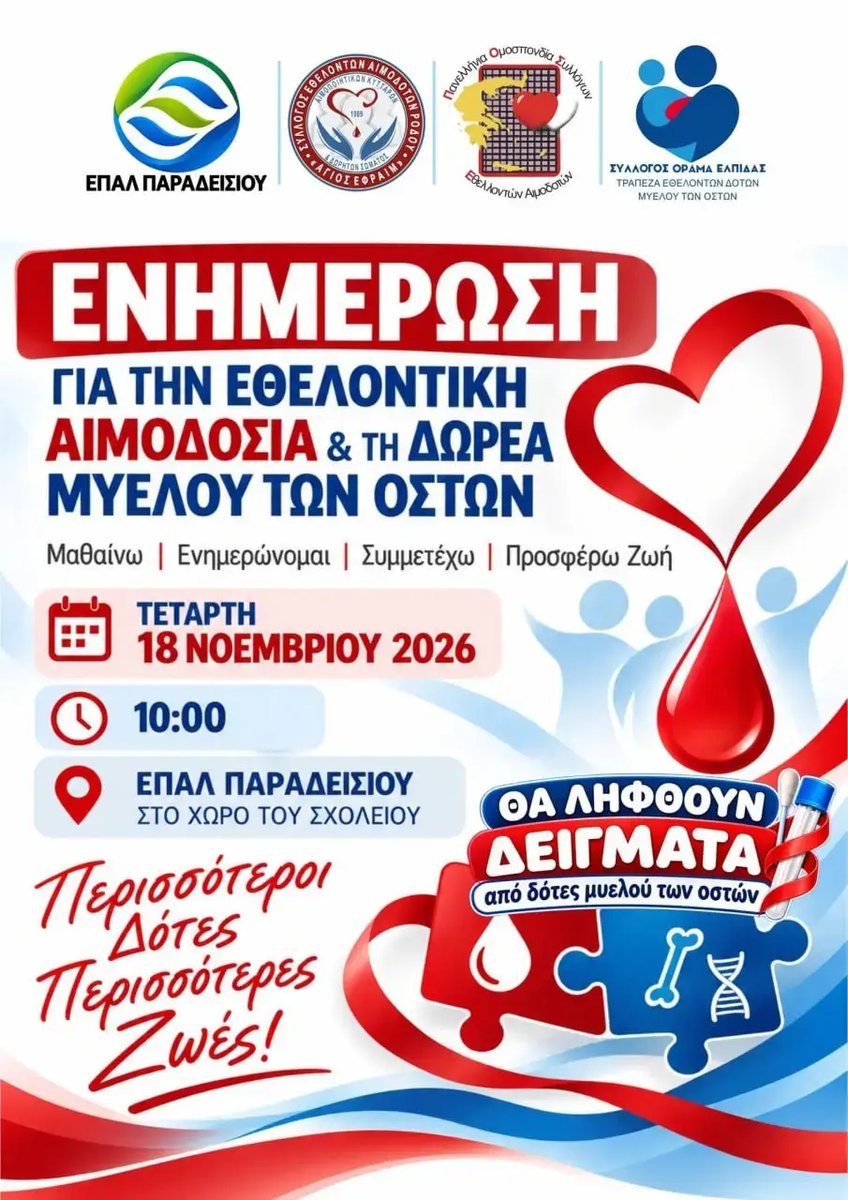 ΕΠΑΛ ΠΑΡΑΔΕΙΣΙΟΥ
ΣΥΛΛΟΓΟΣ ΕΘΕΛΟΝΤΩΝ ΑΙΜΟΔΟΤΩΝ ΡΟΔΟΥ
ΑΙΜΟΠΟΙΗΤΙΚΩΝ ΚΥΤΤΑΡΩΝ
1989
& ΔΩΡΗΤΩΝ ΣΩΜΑΤΟΣ
«ΑΓΙΟΣ ΕΦΡΑΙΜ»
Πανελλήνια Ομοσπονδία Συλλόγων
Εθελλοντών Αιμοδοτών
ΣΥΛΛΟΓΟΣ ΟΡΑΜΑ ΕΛΠΙΔΑΣ
ΤΡΑΠΕΖΑ ΕΘΕΛΟΝΤΩΝ ΔΟΤΩΝ
ΜΥΕΛΟΥ ΤΩΝ ΟΣΤΩΝ
ΕΝΗΜΕΡΩΣΗ
ΓΙΑ ΤΗΝ ΕΘΕΛΟΝΤΙΚΗ
ΑΙΜΟΔΟΣΙΑ & ΤΗ ΔΩΡΕΑ
ΜΥΕΛΟΥ ΤΩΝ ΟΣΤΩΝ
Μαθαίνω | Ενημερώνομαι | Συμμετέχω | Προσφέρω Ζωή
ΤΕΤΑΡΤΗ
18 ΝΟΕΜΒΡΙΟΥ 2026
10:00
ΕΠΑΛ ΠΑΡΑΔΕΙΣΙΟΥ
ΣΤΟ ΧΩΡΟ ΤΟΥ ΣΧΟΛΕΙΟΥ
ΘΑ ΛΗΦΘΟΥΝ
ΔΕΙΓΜΑΤΑ
από δότες μυελού των οστών
Περισσότεροι
Δότες
Περισσότερες
Ζωές!